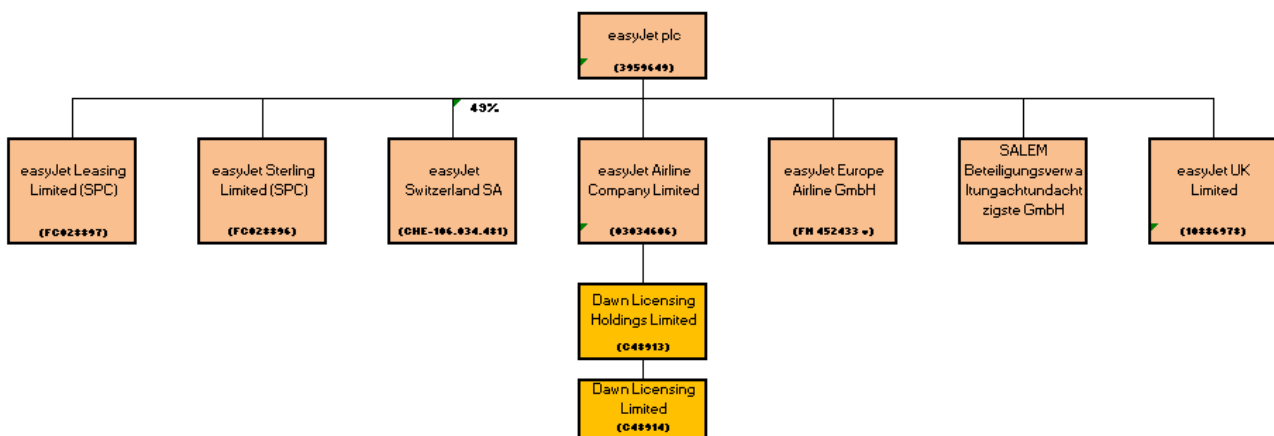 easyJet plc
(3959649)
49%
easyJet Leasing
Limited (SPC)
(FC028897)
easyJet Sterling
Limited (SPC)
(FC028896)
easyJet
Switzerland SA
(CHE-106.034.481)
easyJet Airline
Company Limited
(03034606)
easyJet Europe
Airline GmbH
(FN 452433 v)
SALEM
Beteiligungsverwa
ltungachtundacht
zigste GmbH
easyJet UK
Limited
(10886978)
Dawn Licensing
Holdings Limited
(C48913)
Dawn Licensing
Limited
(C48914)